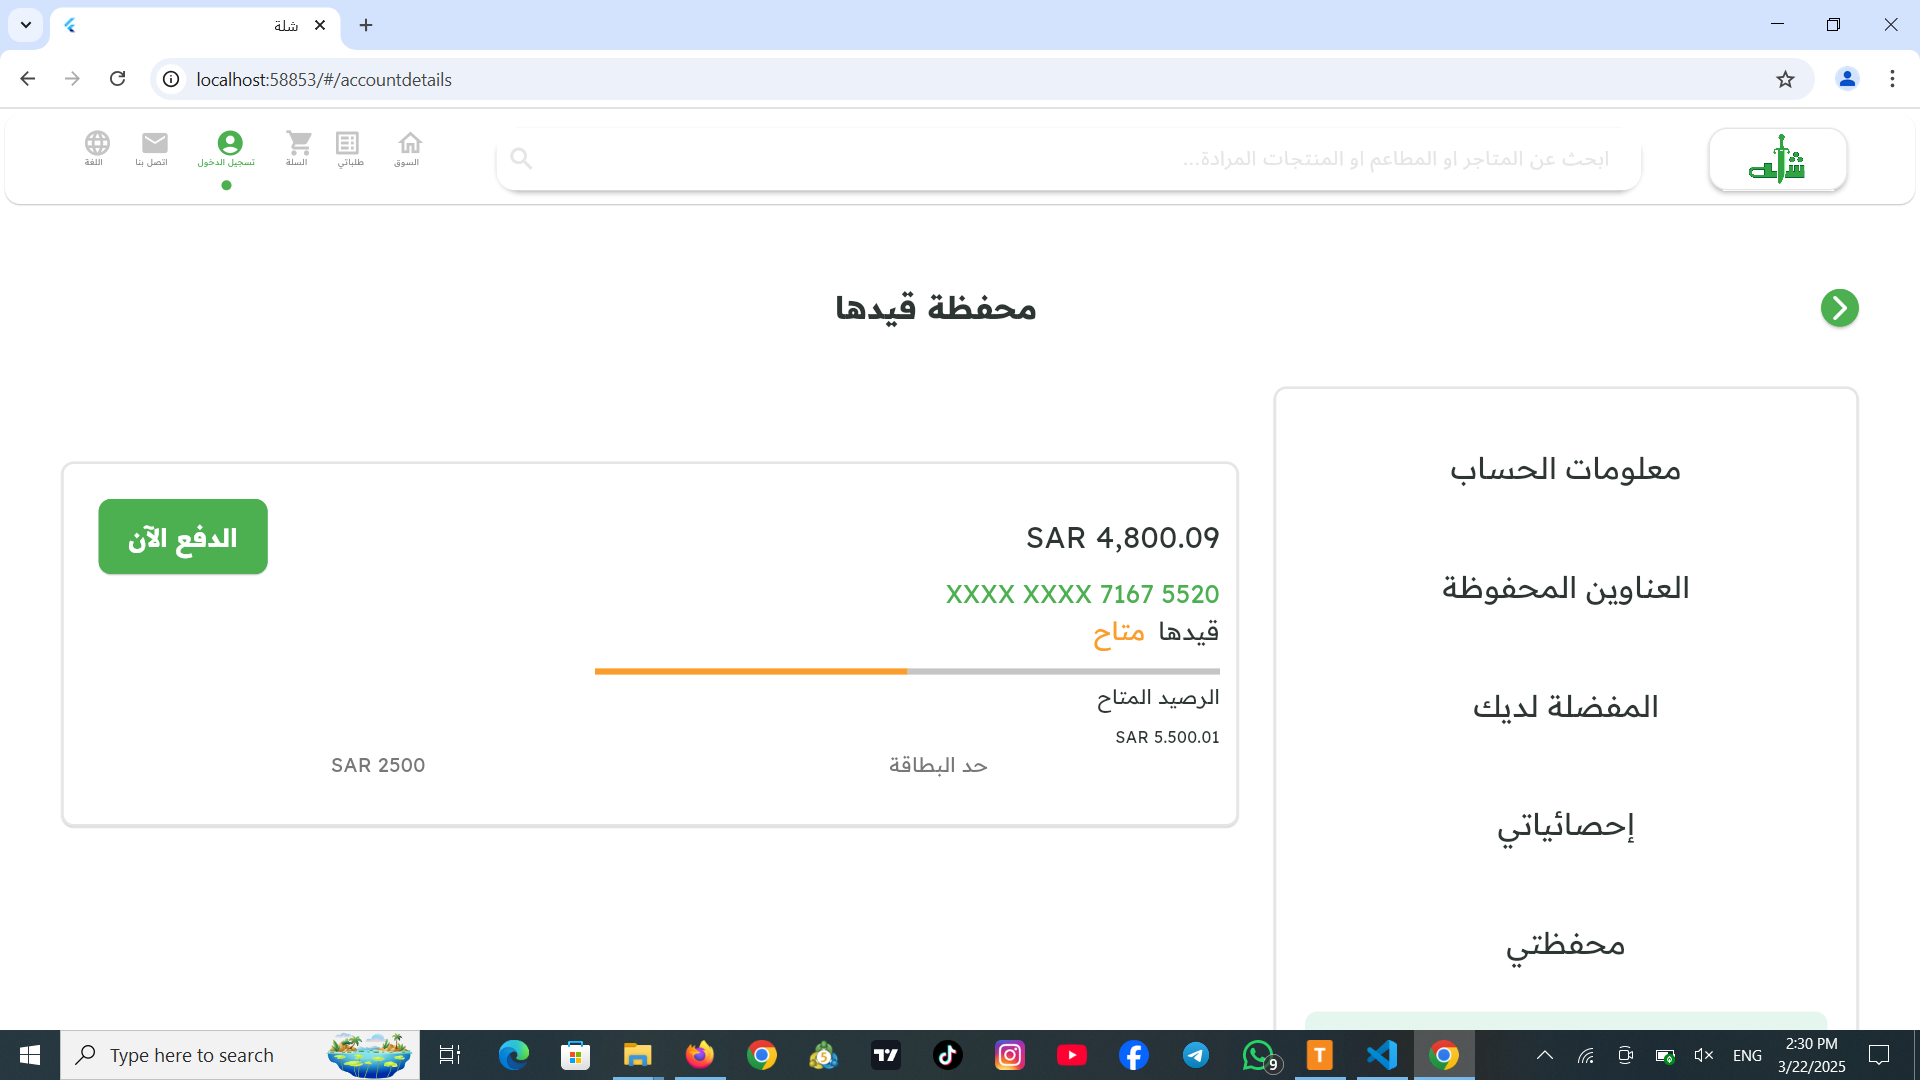 شلة
localhost:58853/#/accountdetails
شله
ابحث عن المتاجر او المطاعم او المنتجات المرادة...
السوق
طلباتي
السلة
تسجيل الدخول
اتصل بنا
اللغة
محفظة قيدها
معلومات الحساب
العناوين المحفوظة
المفضلة لديك
إحصائياتي
محفظتي
SAR 4,800.09
الدفع الآن
XXXX XXXX 7167 5520
قيدها متاح
الرصيد المتاح
SAR 5.500.01
حد البطاقة
SAR 2500
Type here to search
9
ENG
2:30 PM
3/22/2025